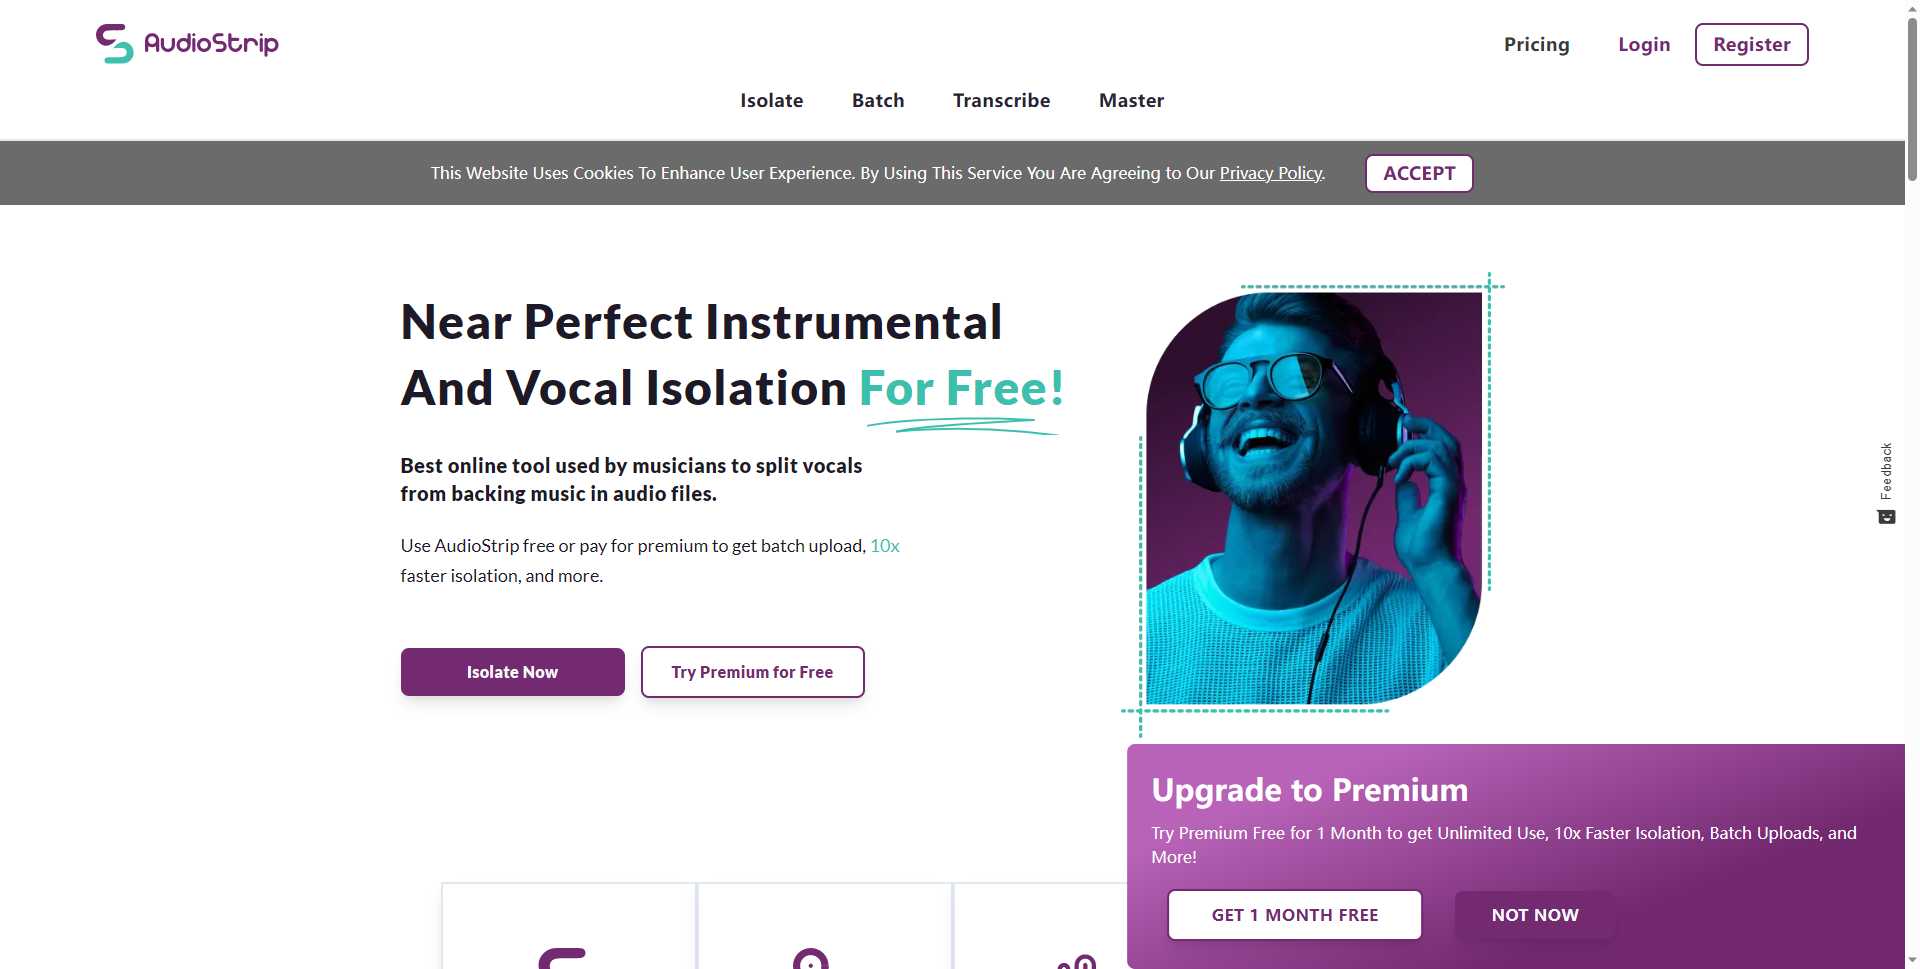 AudioStrip
Pricing
Login
Register
Isolate
Batch
Transcribe
Master
This Website Uses Cookies To Enhance User Experience. By Using This Service You Are Agreeing to Our Privacy Policy.
ACCEPT
Near Perfect Instrumental
And Vocal Isolation For Free!
Best online tool used by musicians to split vocals
from backing music in audio files.
Use AudioStrip free or pay for premium to get batch upload, 10x
faster isolation, and more.
Isolate Now
Try Premium for Free
Feedback
Upgrade to Premium
Try Premium Free for 1 Month to get Unlimited Use, 10x Faster Isolation, Batch Uploads, and
More!
GET 1 MONTH FREE
NOT NOW